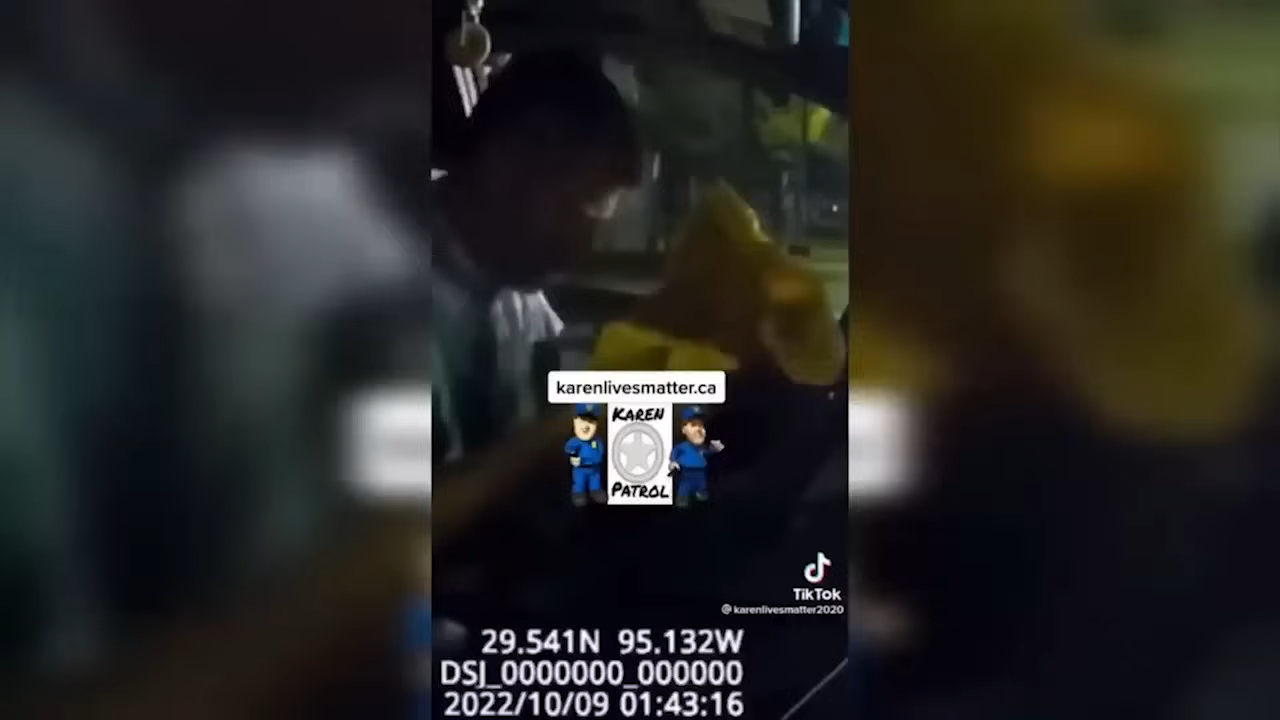 karenlivesmatter.ca
KAREN
PATROL
TikTok
@karenlivesmatter2020
29.541N 95.132W
DSJ_0000000_000000
2022/10/09 01:43:16